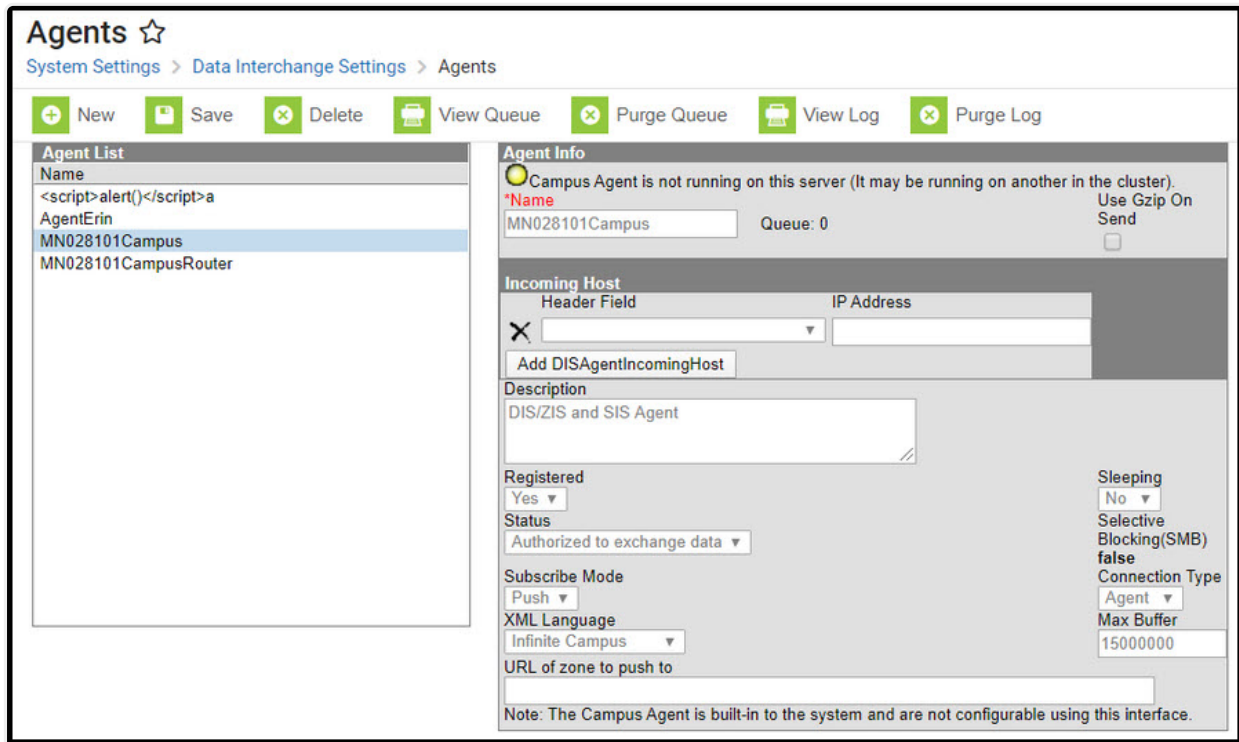 Agents
System Settings > Data Interchange Settings > Agents
New Save Delete View Queue Purge Queue View Log Purge Log
Agent List
Name
<script>alert()</script>a
AgentErin
MN028101Campus
MN028101CampusRouter
Agent Info
Campus Agent is not running on this server (It may be running on another in the cluster).
*Name
Use Gzip On
Send
MN028101Campus Queue: 0
Incoming Host
Header Field IP Address
Add DISAgentIncomingHost
Description
DIS/ZIS and SIS Agent
Registered Sleeping
Yes No
Status Selective
Blocking(SMB)
Authorized to exchange data
false
Subscribe Mode Connection Type
Push Agent
XML Language Max Buffer
Infinite Campus 15000000
URL of zone to push to
Note: The Campus Agent is built-in to the system and are not configurable using this interface.